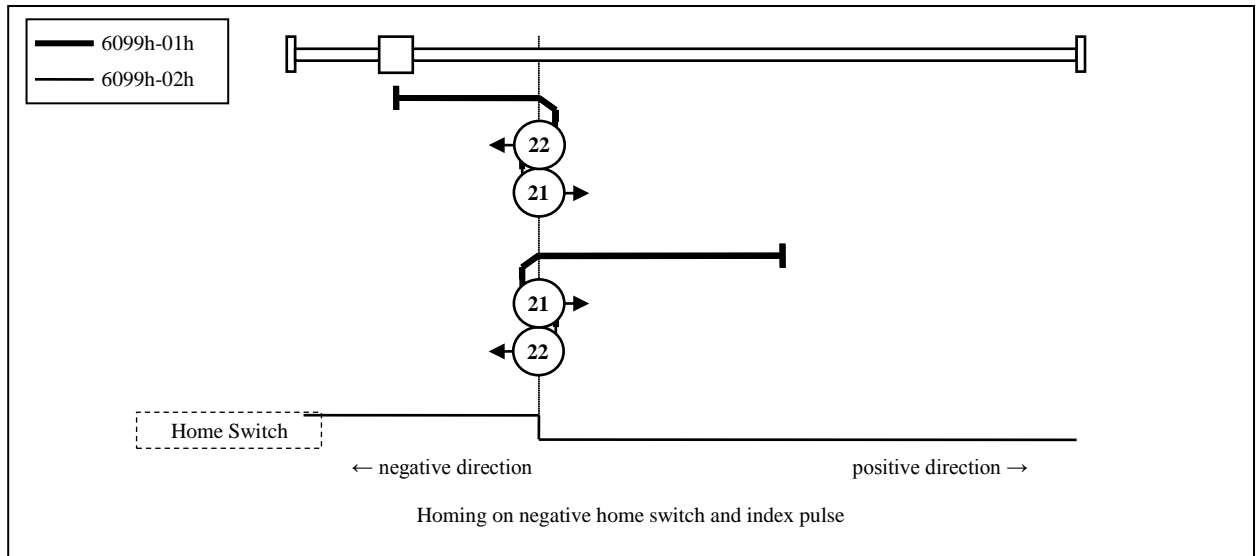 6099h-01h
6099h-02h
22
21
21
22
Home Switch
← negative direction
positive direction →
Homing on negative home switch and index pulse